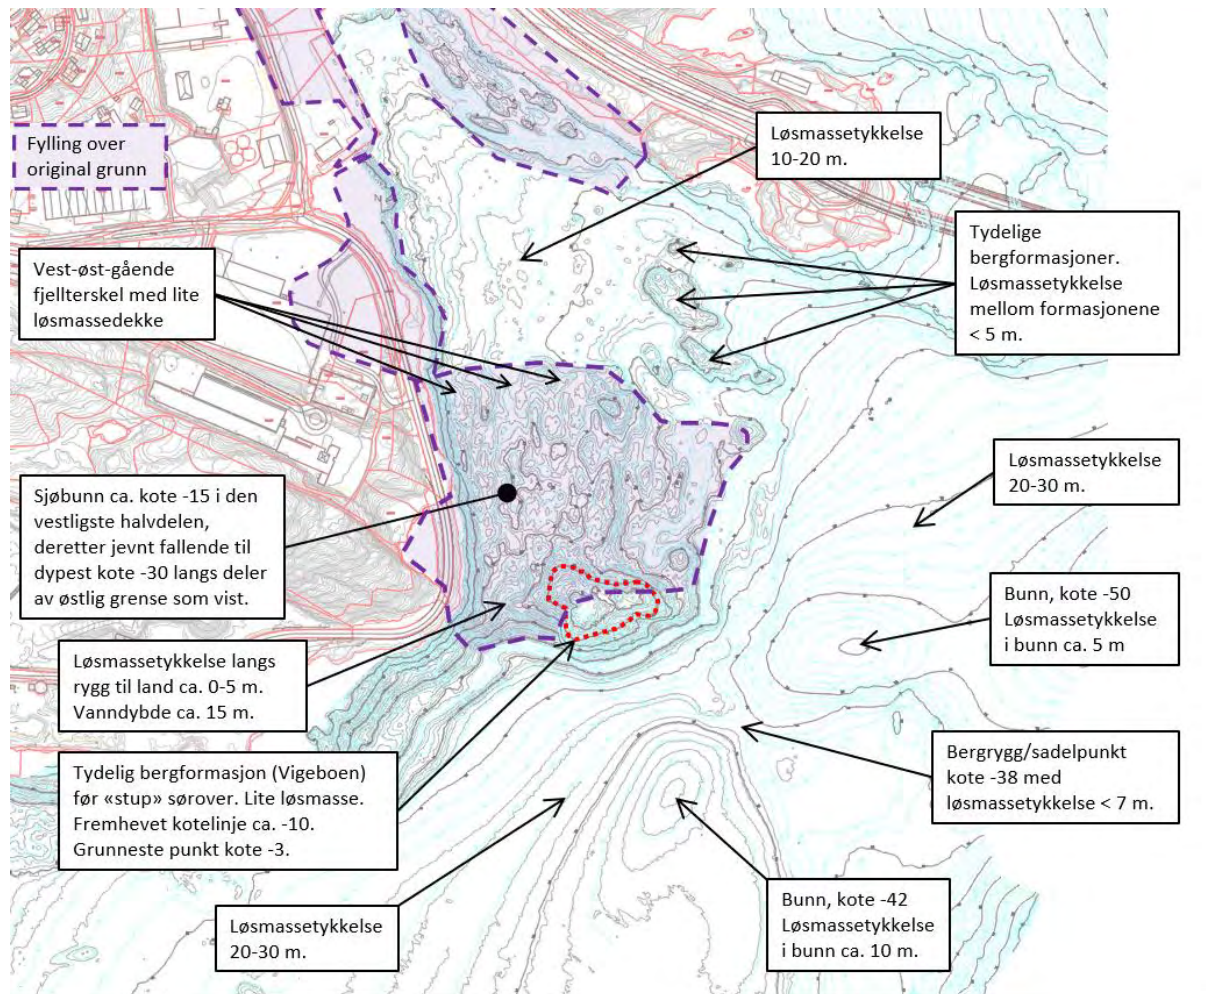 Løsmassetykkelse
10-20 m.
Fylling over
original grunn
Tydelige
bergformasjoner.
Løsmassetykkelse
mellom formasjonene
< 5 m.
Vest-øst-gående
fjellterskel med lite
løsmassedekke
Løsmassetykkelse
20-30 m.
Sjøbunn ca. kote -15 i den
vestligste halvdelen,
deretter jevnt fallende til
dypest kote -30 langs deler
av østlig grense som vist.
Bunn, kote -50
Løsmassetykkelse
i bunn ca. 5 m
Løsmassetykkelse langs
rygg til land ca. 0-5 m.
Vanndybde ca. 15 m.
Bergrygg/sadelpunkt
kote -38 med
løsmassetykkelse < 7 m.
Tydelig bergformasjon (Vigeboen)
før «stup» sørover. Lite løsmasse.
Fremhevet kotelinje ca. -10.
Grunneste punkt kote -3.
Bunn, kote -42
Løsmassetykkelse
i bunn ca. 10 m.
Løsmassetykkelse
20-30 m.